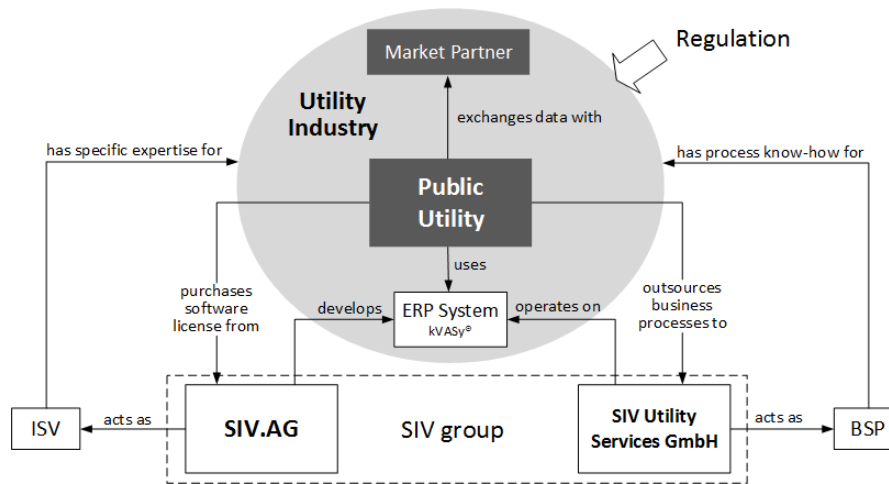 Market Partner
Regulation
Utility
Industry
exchanges data with
has specific expertise for
has process know-how for
Public
Utility
uses
purchases
software
license from
develops
ERP System
kVASy®
operates on
outsources
business
processes to
ISV
acts as
SIV.AG
SIV group
SIV Utility
Services GmbH
acts as
BSP